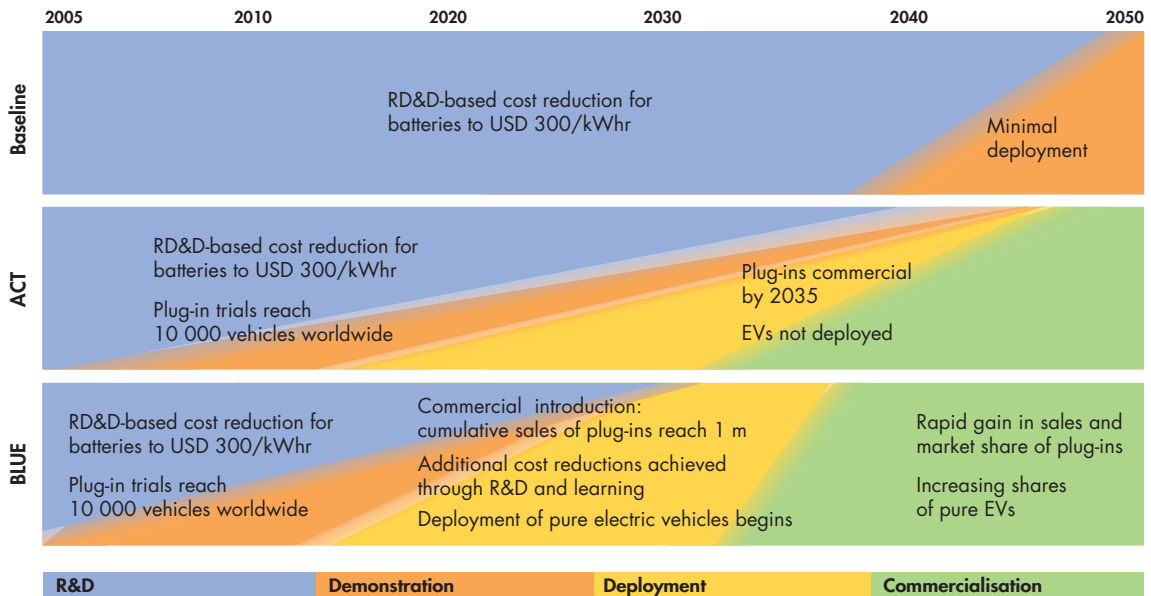 2005 2010 2020 2030 2040 2050
Baseline
RD&D-based cost reduction for
batteries to USD 300/kWhr
Minimal
deployment
ACT
RD&D-based cost reduction for
batteries to USD 300/kWhr
Plug-in trials reach
10 000 vehicles worldwide
Plug-ins commercial
by 2035
EVs not deployed
BLUE
RD&D-based cost reduction for
batteries to USD 300/kWhr
Plug-in trials reach
10 000 vehicles worldwide
Commercial introduction:
cumulative sales of plug-ins reach 1 m
Additional cost reductions achieved
through R&D and learning
Deployment of pure electric vehicles begins
Rapid gain in sales and
market share of plug-ins
Increasing shares
of pure EVs
R&D Demonstration Deployment Commercialisation